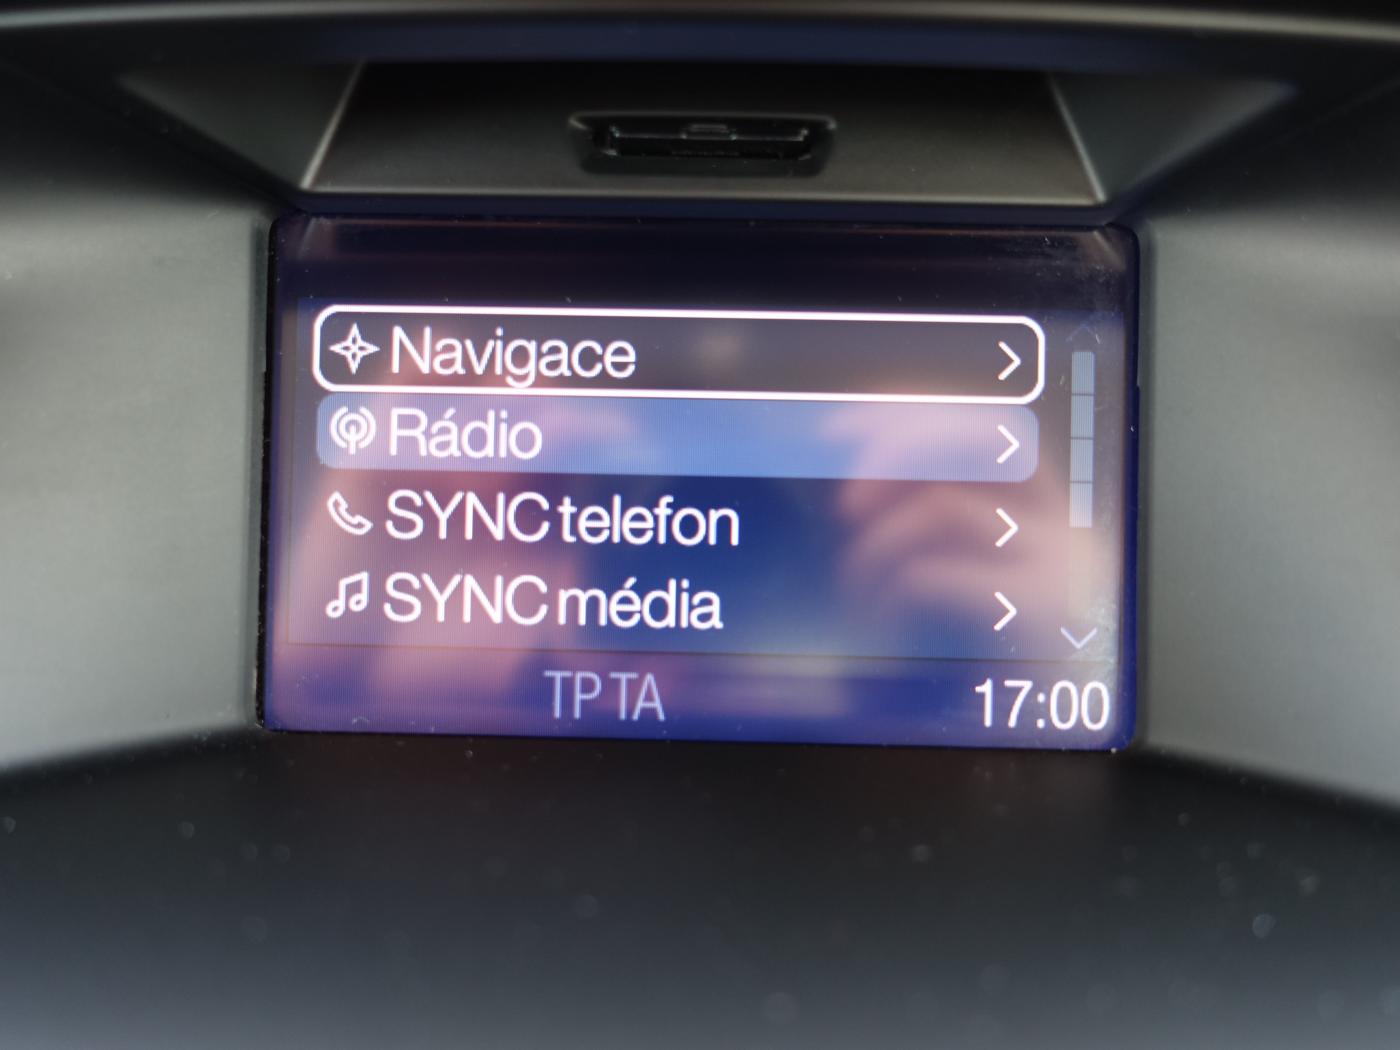 Navigace
Rádio
SYNC telefon
SYNC média
TP TA 17:00